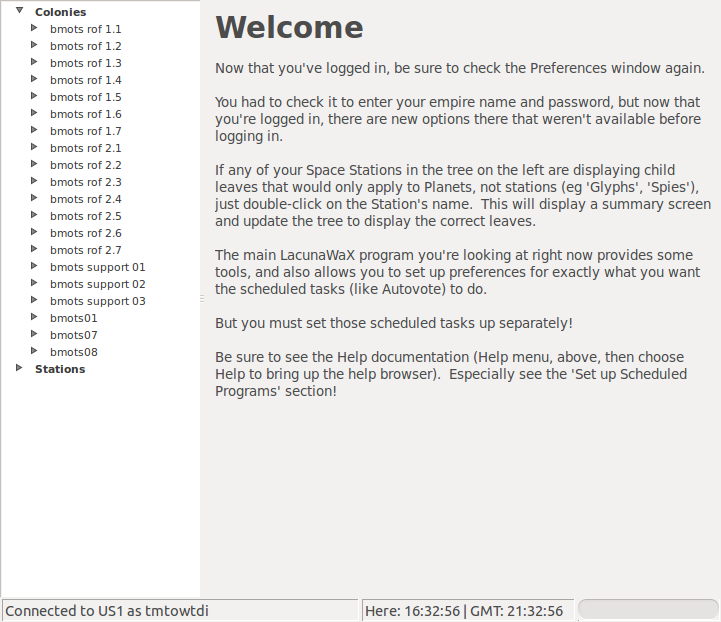 Colonies
bmots rof 1.1
bmots rof 1.2
bmots rof 1.3
bmots rof 1.4
bmots rof 1.5
bmots rof 1.6
bmots rof 1.7
bmots rof 2.1
bmots rof 2.2
bmots rof 2.3
bmots rof 2.4
bmots rof 2.5
bmots rof 2.6
bmots rof 2.7
bmots support 01
bmots support 02
bmots support 03
bmots01
bmots07
bmots08
Stations
Welcome
Now that you've logged in, be sure to check the Preferences window again.
You had to check it to enter your empire name and password, but now that
you're logged in, there are new options there that weren't available before
logging in.
If any of your Space Stations in the tree on the left are displaying child
leaves that would only apply to Planets, not stations (eg 'Glyphs', 'Spies'),
just double-click on the Station's name.  This will display a summary screen
and update the tree to display the correct leaves.
The main LacunaWaX program you're looking at right now provides some
tools, and also allows you to set up preferences for exactly what you want
the scheduled tasks (like Autovote) to do.
But you must set those scheduled tasks up separately!
Be sure to see the Help documentation (Help menu, above, then choose
Help to bring up the help browser).  Especially see the 'Set up Scheduled
Programs' section!
Connected to US1 as tmtowtdi
Here: 16:32:56 | GMT: 21:32:56